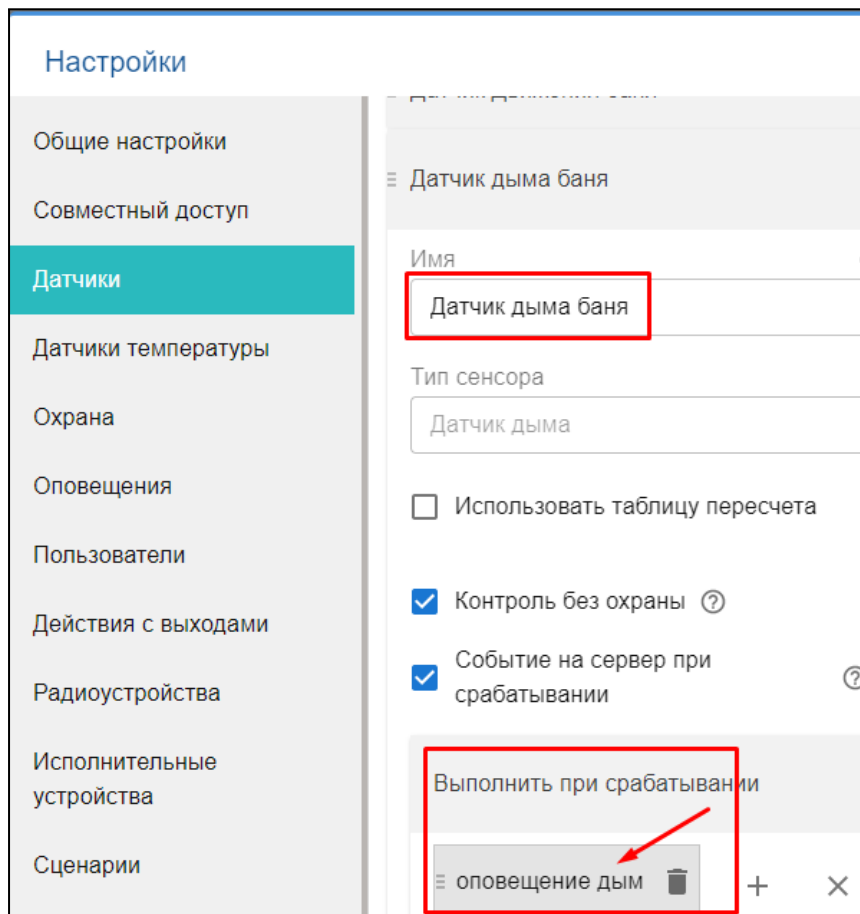 Настройки
Общие настройки
Совместный доступ
Датчики
Датчики температуры
Охрана
Оповещения
Пользователи
Действия с выходами
Радиоустройства
Исполнительные
устройства
Сценарии
Датчик дыма баня
Имя
Датчик дыма баня
Тип сенсора
Датчик дыма
Использовать таблицу пересчета
Контроль без охраны
Событие на сервер при
срабатывании
Выполнить при срабатывании
оповещение дым